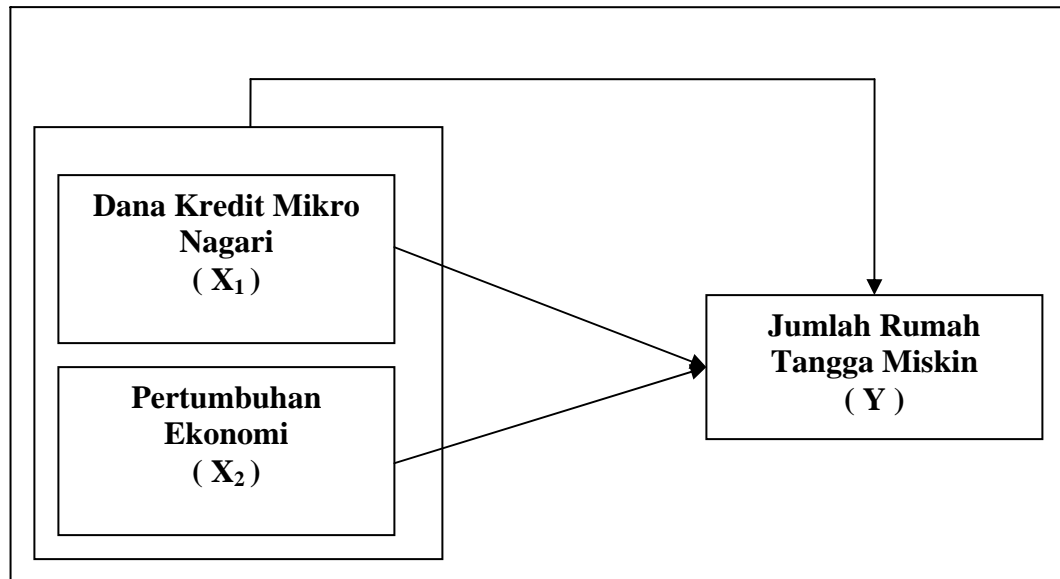 Dana Kredit Mikro
Nagari
( X₁ )
Jumlah Rumah
Tangga Miskin
( Y )
Pertumbuhan
Ekonomi
( X₂ )